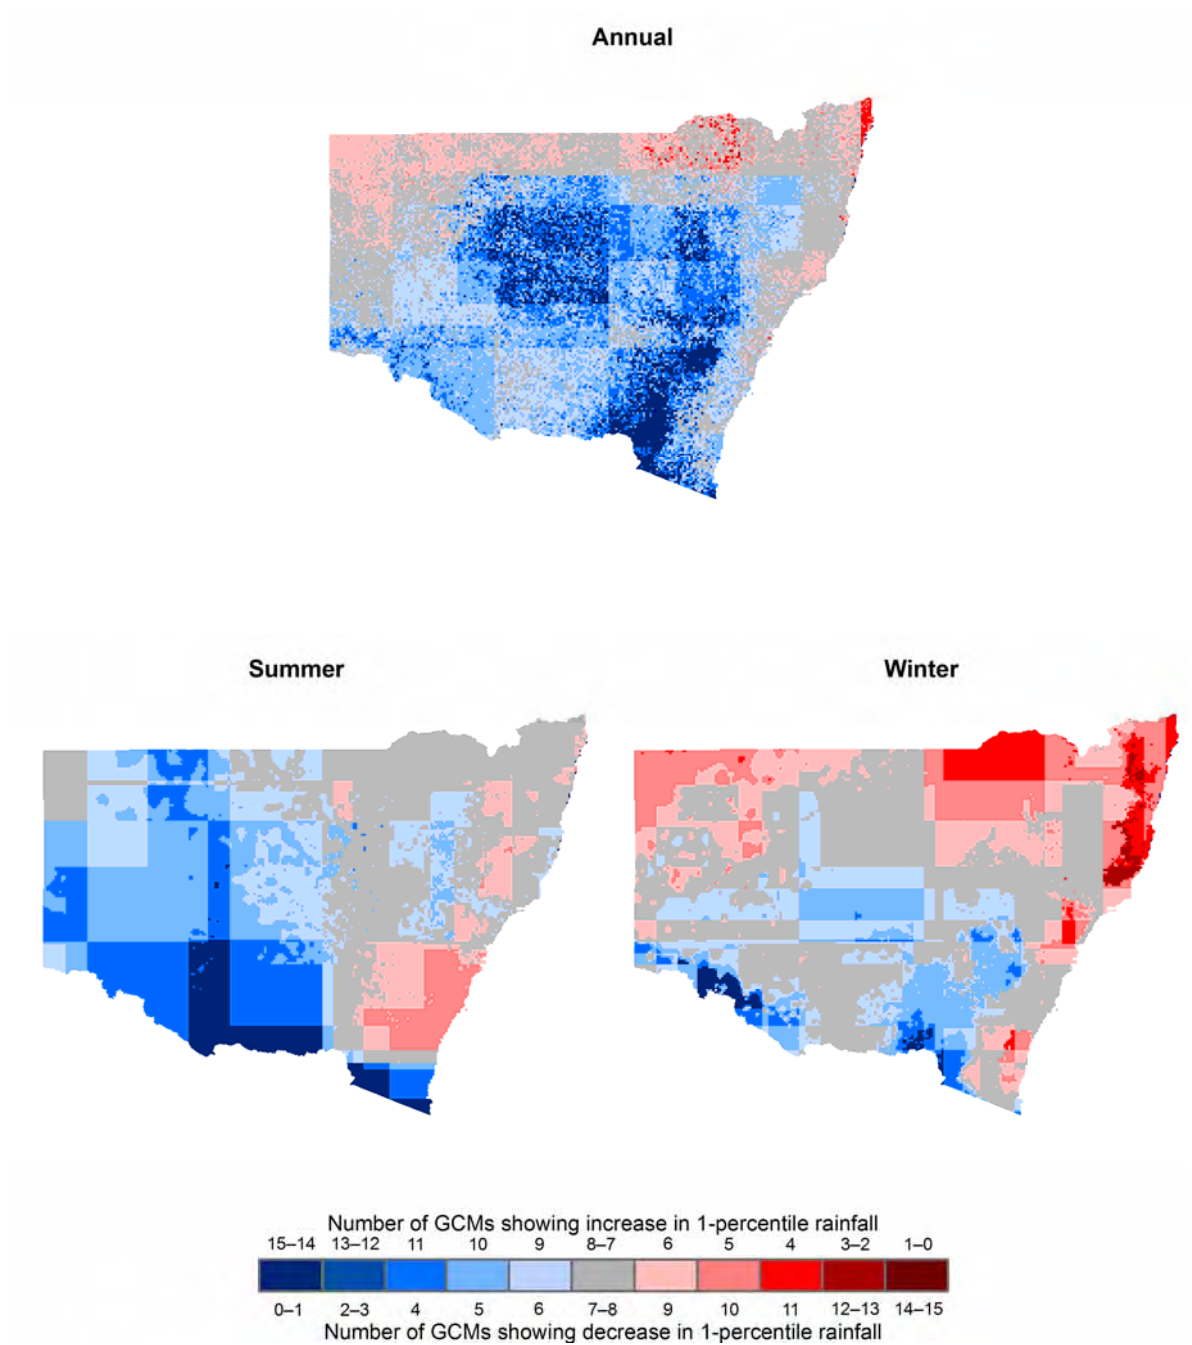 Annual
Summer
Winter
Number of GCMs showing increase in 1-percentile rainfall
15–14 13–12 11 10 9 8–7 6 5 4 3–2 1–0
0–1 2–3 4 5 6 7–8 9 10 11 12–13 14–15
Number of GCMs showing decrease in 1-percentile rainfall